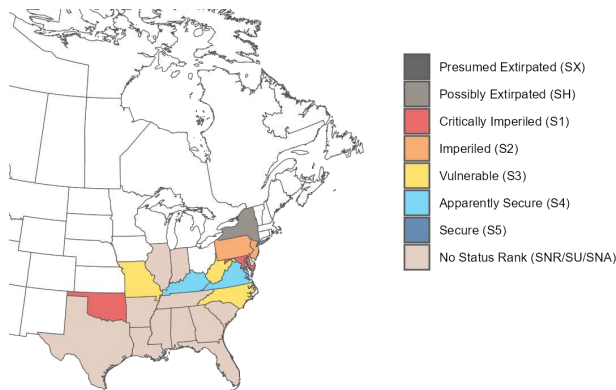 Presumed Extirpated (SX)
Possibly Extirpated (SH)
Critically Imperiled (S1)
Imperiled (S2)
Vulnerable (S3)
Apparently Secure (S4)
Secure (S5)
No Status Rank (SNR/SU/SNA)